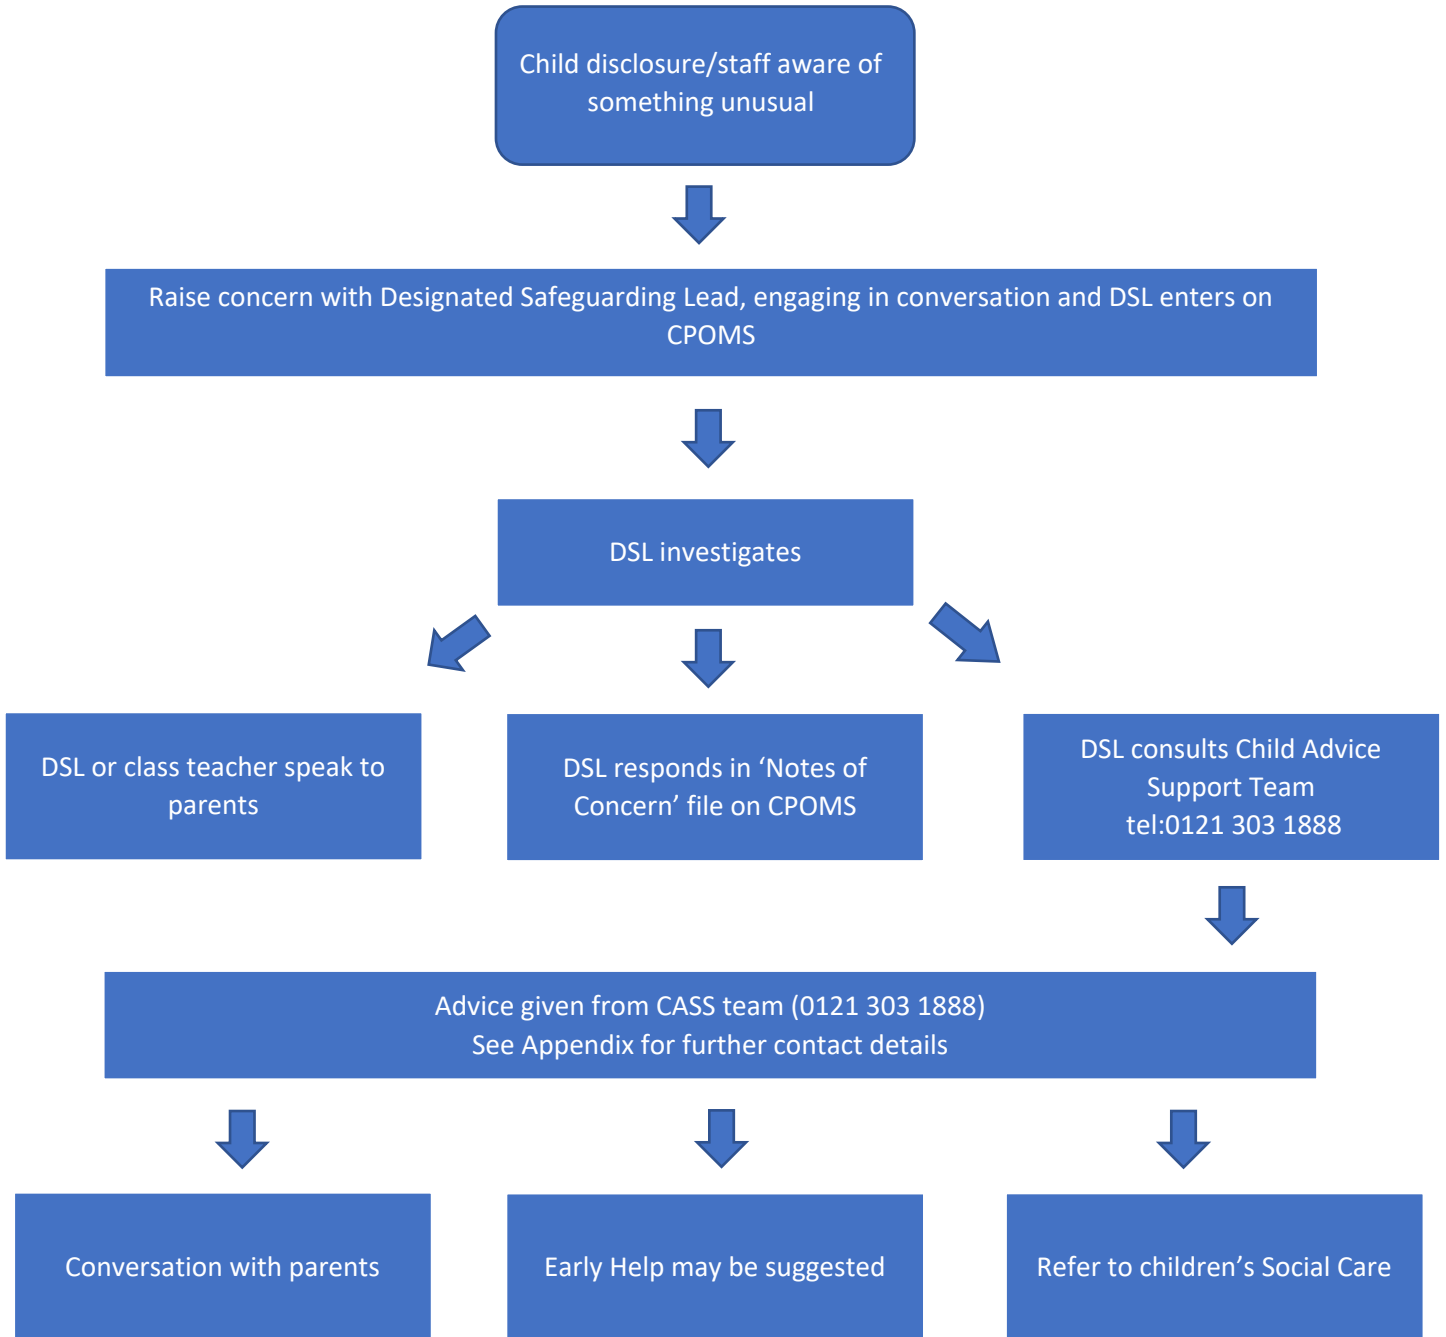 Child disclosure/staff aware of
something unusual
Raise concern with Designated Safeguarding Lead, engaging in conversation and DSL enters on
CPOMS
DSL investigates
DSL or class teacher speak to
parents
DSL responds in ‘Notes of
Concern’ file on CPOMS
DSL consults Child Advice
Support Team
tel:0121 303 1888
Advice given from CASS team (0121 303 1888)
See Appendix for further contact details
Conversation with parents
Early Help may be suggested
Refer to children’s Social Care